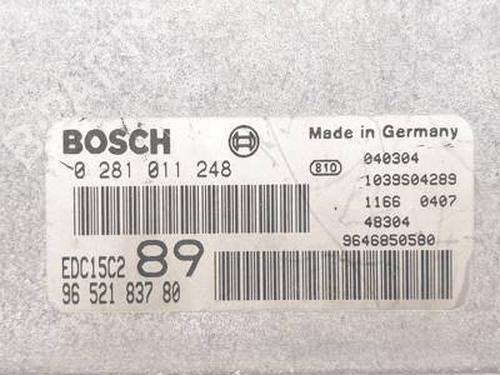 BOSCH
Made in Germany
0 281 011 248
810
040304
1039S04289
1166 0407
48304
9646850580
EDC15C2 89
96 521 837 80